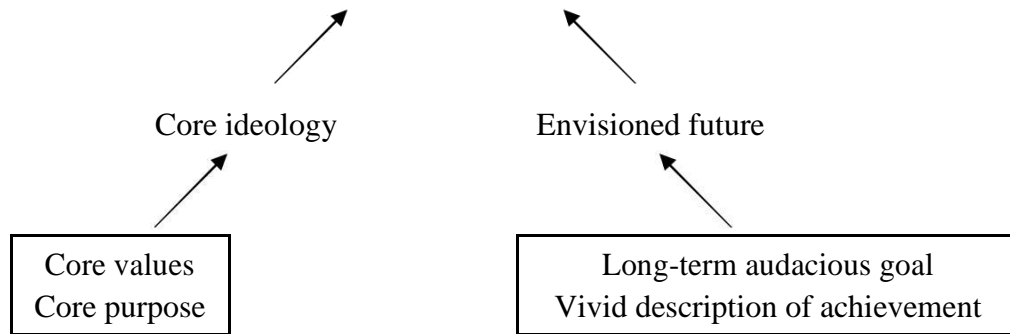 Core ideology
Envisioned future
Core values
Core purpose
Long-term audacious goal
Vivid description of achievement